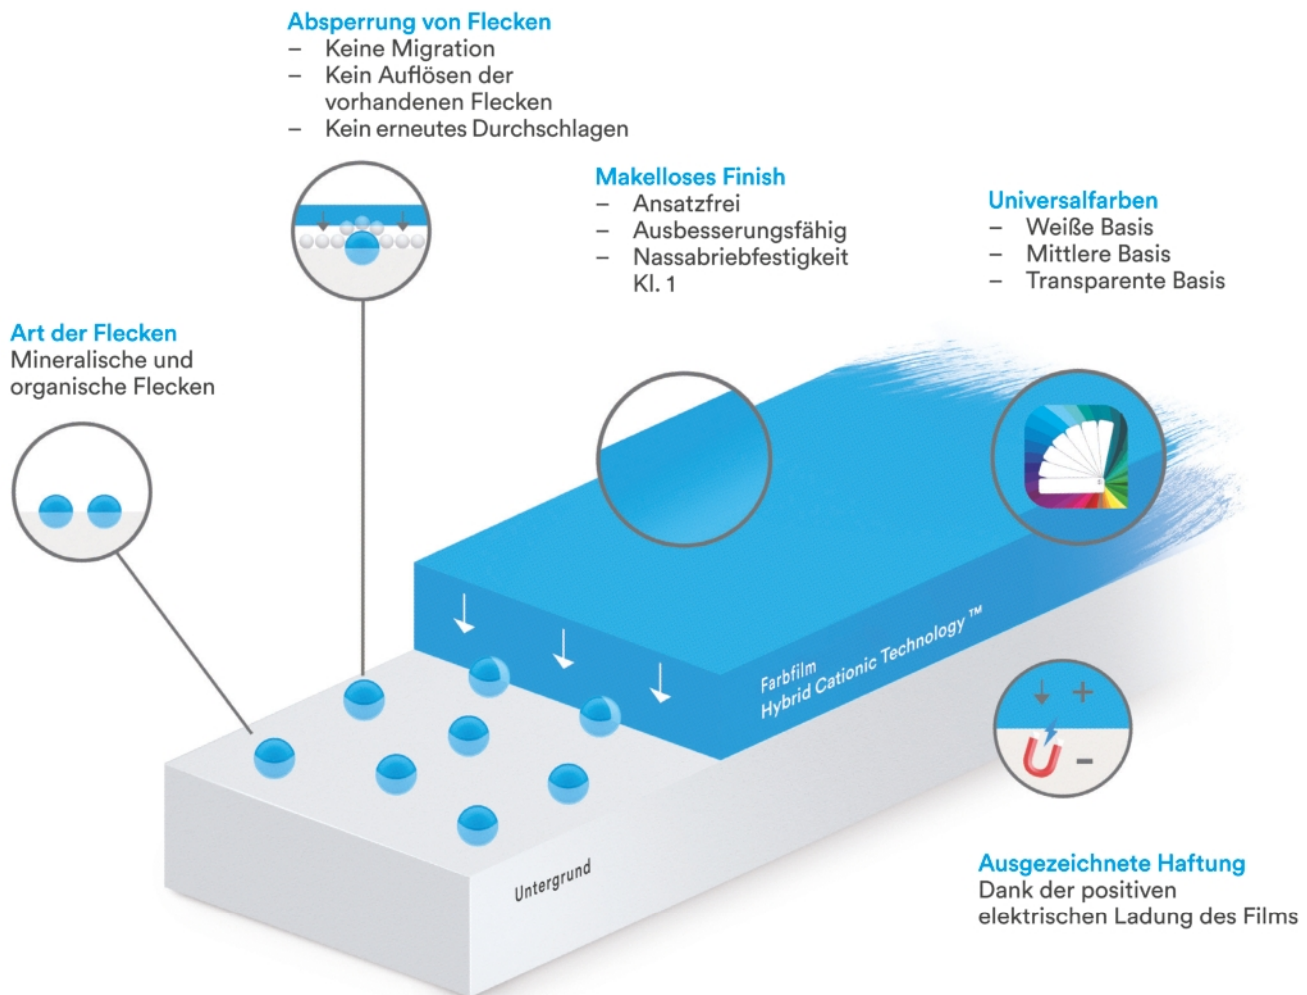 Absperrung von Flecken
– Keine Migration
– Kein Auflösen der
vorhandenen Flecken
– Kein erneutes Durchschlagen
Makelloses Finish
– Ansatzfrei
– Ausbesserungsfähig
– Nassabriebfestigkeit
Kl. 1
Universalfarben
– Weiße Basis
– Mittlere Basis
– Transparente Basis
Art der Flecken
Mineralische und
organische Flecken
Farbfilm
Hybrid Cationic Technology ™
+
–
Untergrund
Ausgezeichnete Haftung
Dank der positiven
elektrischen Ladung des Films